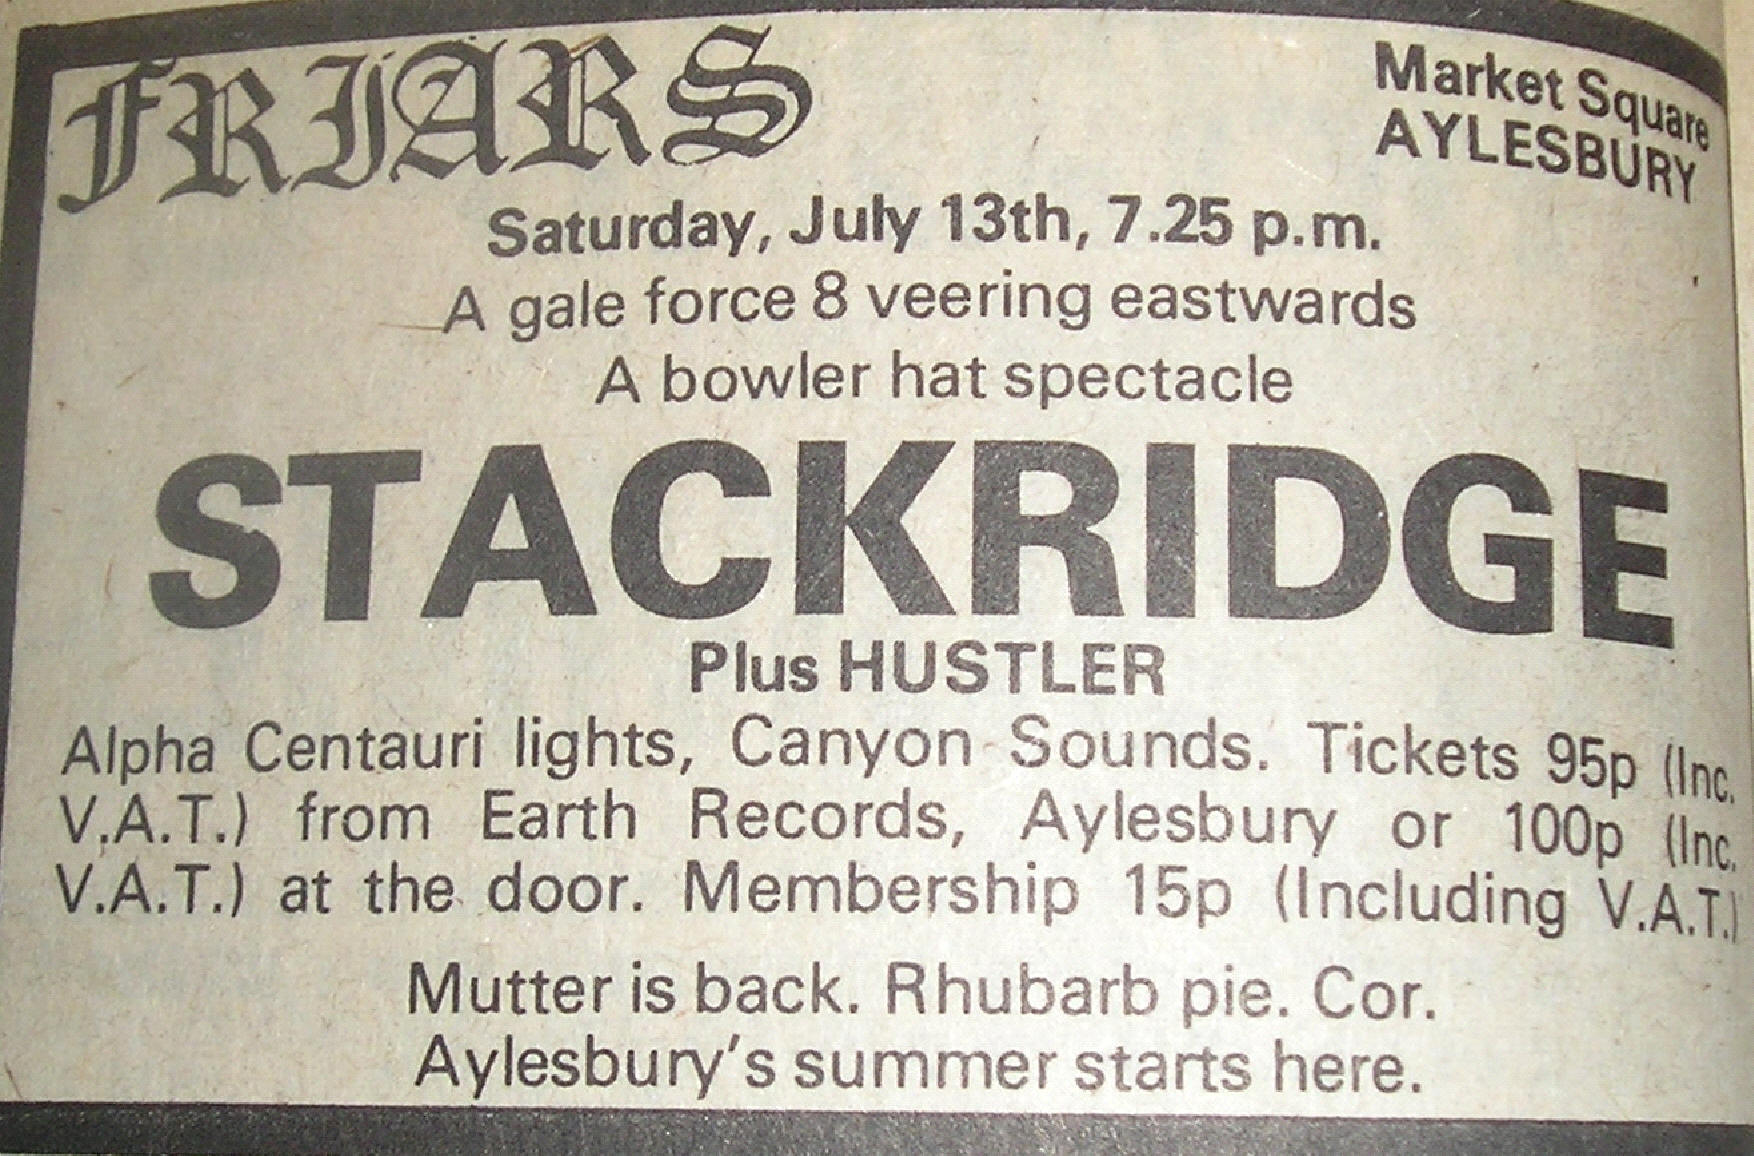 FRIARS
Market Square
AYLESBURY
Saturday, July 13th, 7.25 p.m.
A gale force 8 veering eastwards
A bowler hat spectacle
STACKRIDGE
Plus HUSTLER
Alpha Centauri lights, Canyon Sounds. Tickets 95p (Inc.
V.A.T.) from Earth Records, Aylesbury or 100p (Inc.
V.A.T.) at the door. Membership 15p (Including V.A.T.)
Mutter is back. Rhubarb pie. Cor.
Aylesbury's summer starts here.